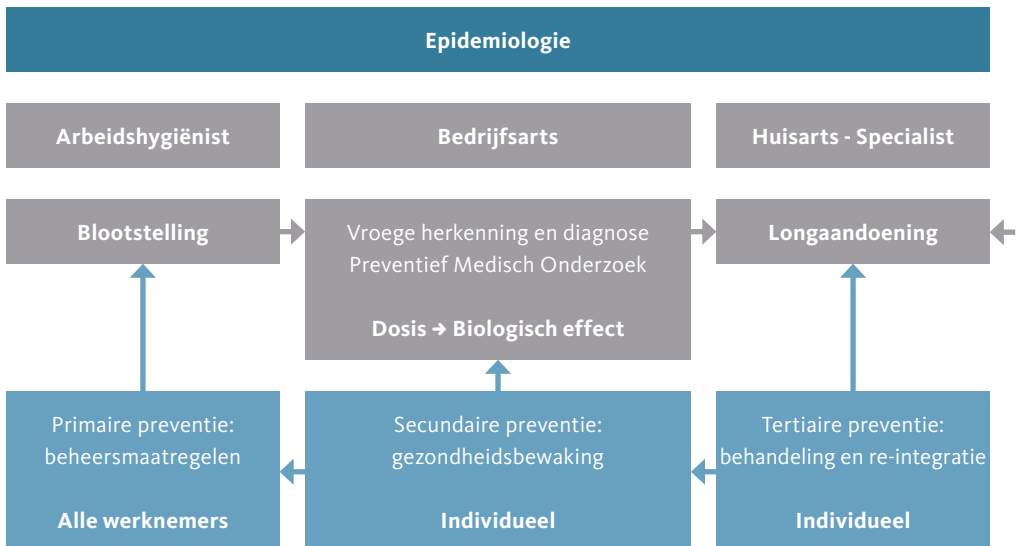 Epidemiologie
Arbeidshygiënist
Bedrijfsarts
Huisarts - Specialist
Blootstelling
Vroege herkenning en diagnose
Preventief Medisch Onderzoek
Dosis → Biologisch effect
Longaandoening
Primaire preventie:
beheersmaatregelen
Alle werknemers
Secundaire preventie:
gezondheidsbewaking
Individueel
Tertiaire preventie:
behandeling en re-integratie
Individueel